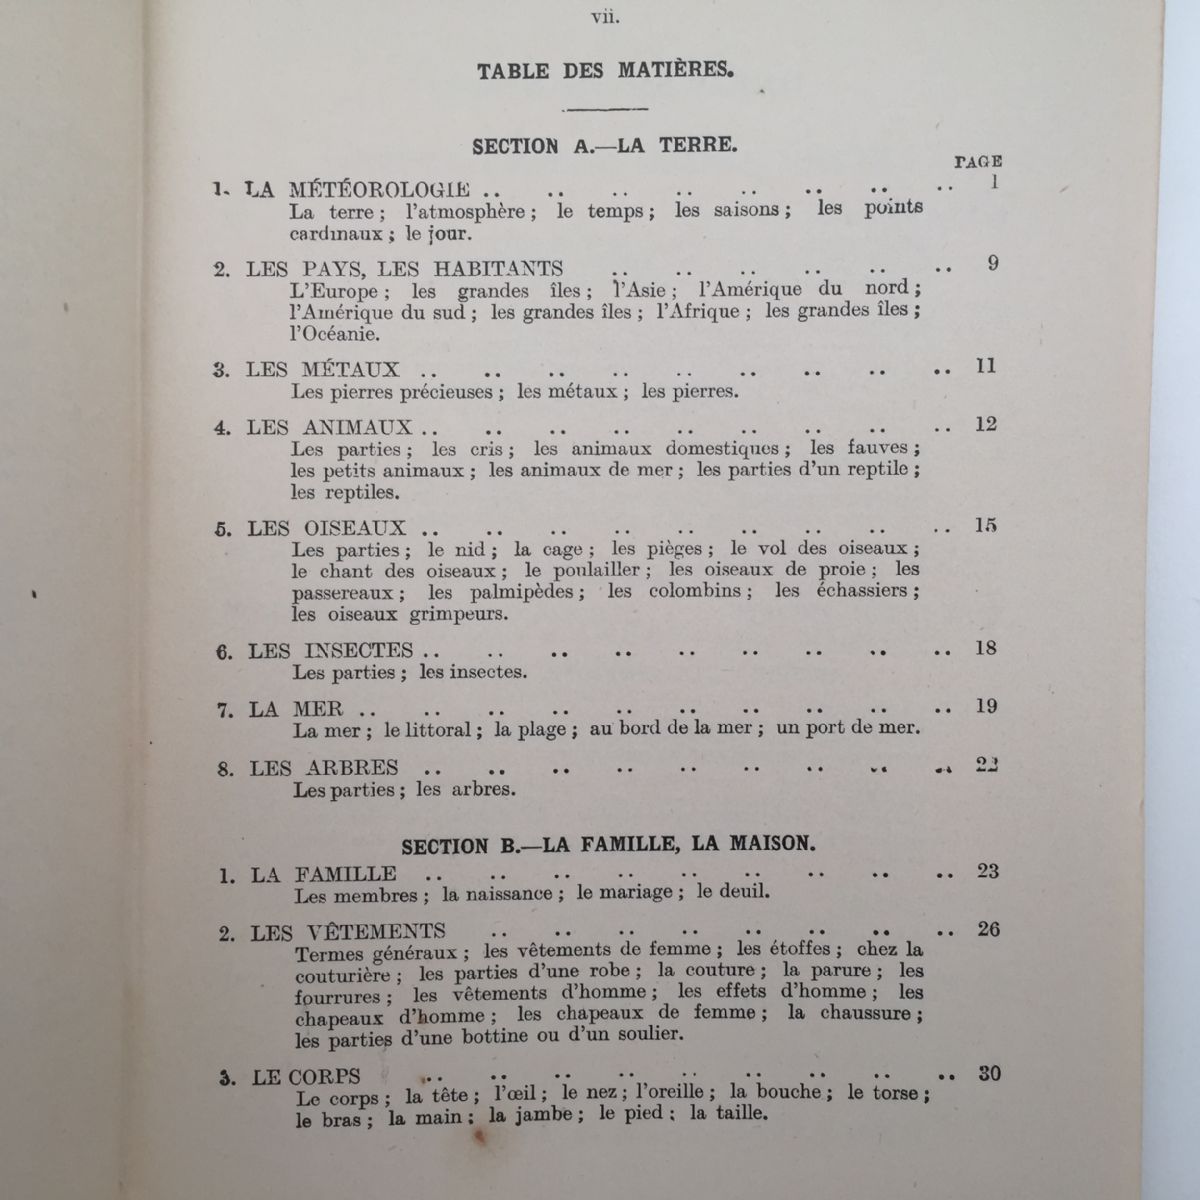 vii.
TABLE DES MATIÈRES.
SECTION A.—LA TERRE.
PAGE
1. LA MÉTÉOROLOGIE .. .. .. .. .. .. .. .. 1
La terre ; l'atmosphère ; le temps ; les saisons ; les points
cardinaux ; le jour.
2. LES PAYS, LES HABITANTS .. .. .. .. .. .. 9
L'Europe ; les grandes îles ; l'Asie ; l'Amérique du nord ;
l'Amérique du sud ; les grandes îles ; l'Afrique ; les grandes îles ;
l'Océanie.
3. LES MÉTAUX .. .. .. .. .. .. .. .. .. 11
Les pierres précieuses ; les métaux ; les pierres.
4. LES ANIMAUX .. .. .. .. .. .. .. .. .. 12
Les parties ; les cris ; les animaux domestiques ; les fauves ;
les petits animaux ; les animaux de mer ; les parties d'un reptile ;
les reptiles.
5. LES OISEAUX .. .. .. .. .. .. .. .. .. 15
Les parties ; le nid ; la cage ; les pièges ; le vol des oiseaux ;
le chant des oiseaux ; le poulailler ; les oiseaux de proie ; les
passereaux ; les palmipèdes ; les colombins ; les échassiers ;
les oiseaux grimpeurs.
6. LES INSECTES .. .. .. .. .. .. .. .. .. 18
Les parties ; les insectes.
7. LA MER .. .. .. .. .. .. .. .. .. .. 19
La mer ; le littoral ; la plage ; au bord de la mer ; un port de mer.
8. LES ARBRES .. .. .. .. .. .. .. .. .. 22
Les parties ; les arbres.
SECTION B.—LA FAMILLE, LA MAISON.
1. LA FAMILLE .. .. .. .. .. .. .. .. .. 23
Les membres ; la naissance ; le mariage ; le deuil.
2. LES VÊTEMENTS .. .. .. .. .. .. .. .. 26
Termes généraux ; les vêtements de femme ; les étoffes ; chez la
couturière ; les parties d'une robe ; la couture ; la parure ; les
fourrures ; les vêtements d'homme ; les effets d'homme ; les
chapeaux d'homme ; les chapeaux de femme ; la chaussure ;
les parties d'une bottine ou d'un soulier.
3. LE CORPS .. .. .. .. .. .. .. .. .. 30
Le corps ; la tête ; l'œil ; le nez ; l'oreille ; la bouche ; le torse ;
le bras ; la main ; la jambe ; le pied ; la taille.